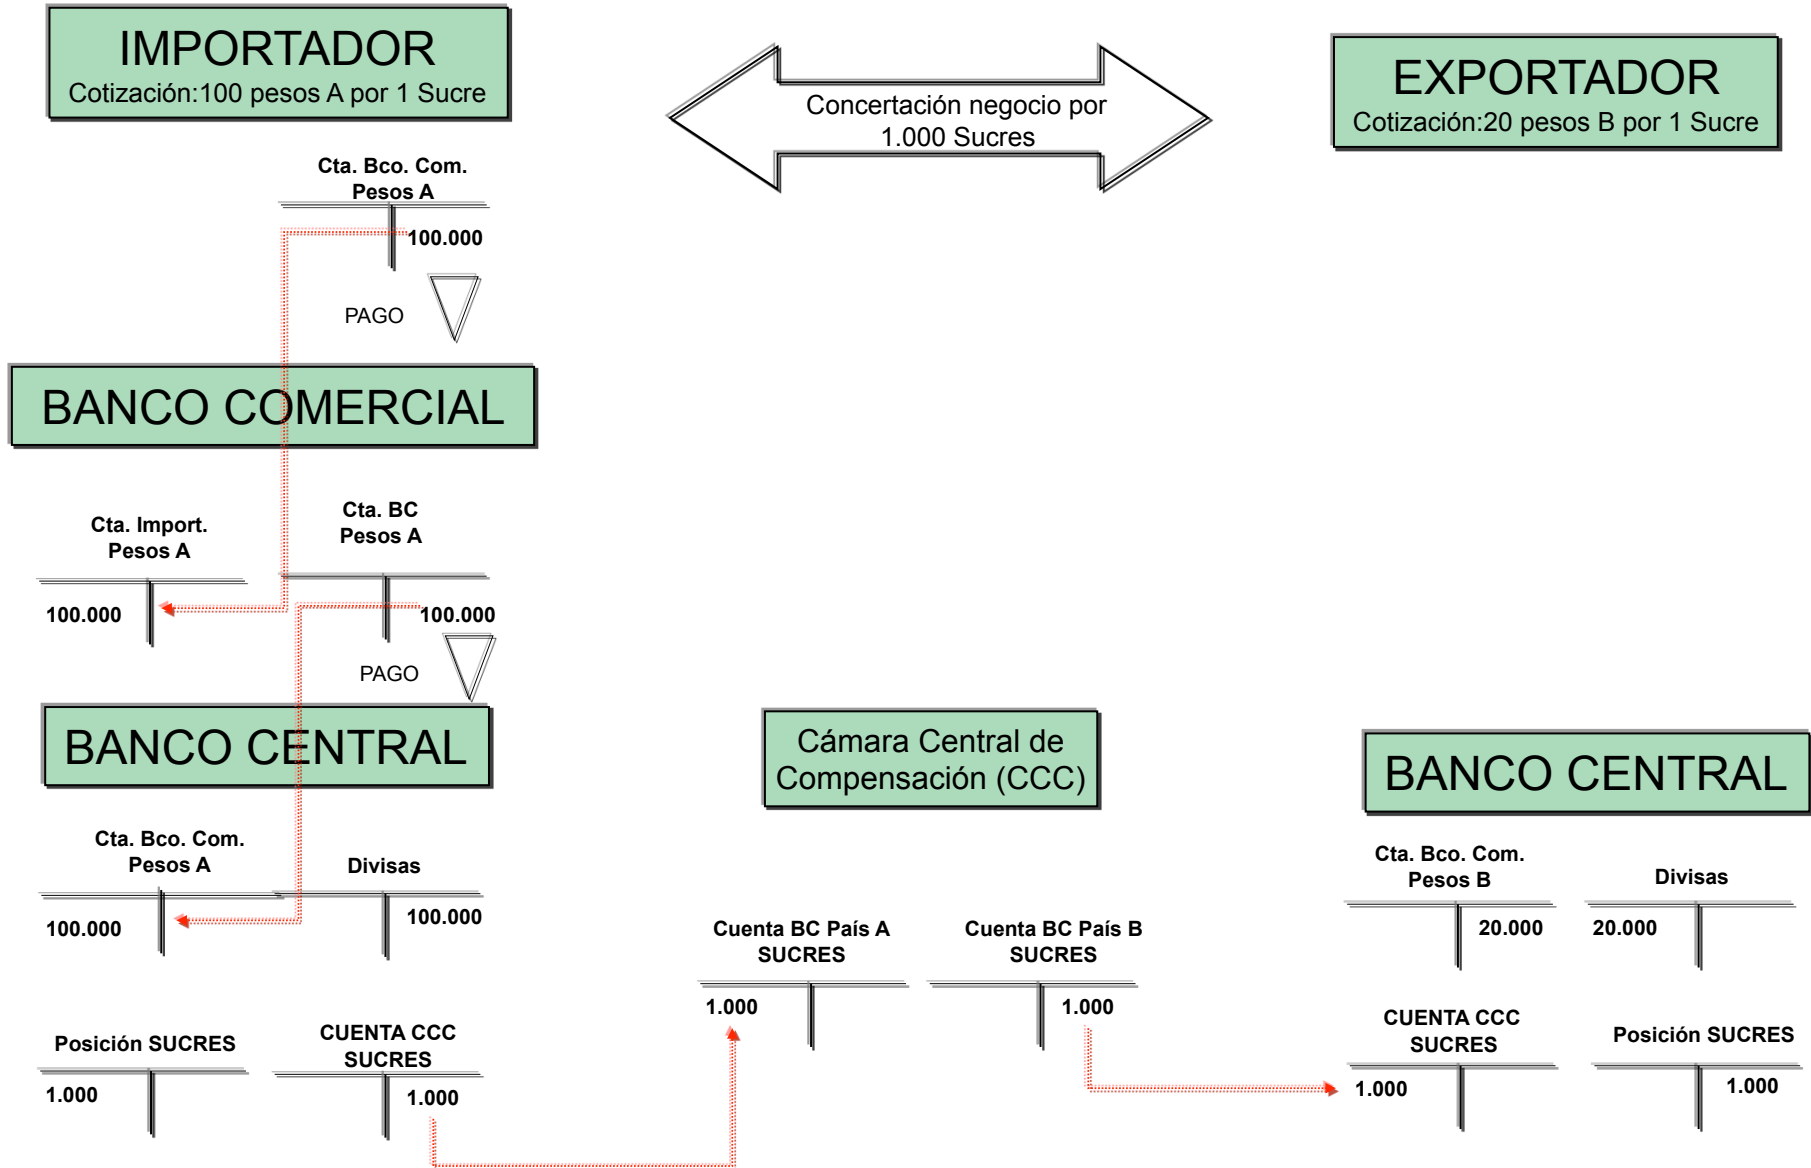 IMPORTADOR
Cotización:100 pesos A por 1 Sucre
Concertación negocio por
1.000 Sucres
EXPORTADOR
Cotización:20 pesos B por 1 Sucre
Cta. Bco. Com.
Pesos A
100.000
PAGO
BANCO COMERCIAL
Cta. Import.
Pesos A
100.000
Cta. BC
Pesos A
100.000
PAGO
BANCO CENTRAL
Cta. Bco. Com.
Pesos A
100.000
Divisas
100.000
Posición SUCRES
1.000
CUENTA CCC
SUCRES
1.000
Cámara Central de
Compensación (CCC)
Cuenta BC País A
SUCRES
1.000
Cuenta BC País B
SUCRES
1.000
BANCO CENTRAL
Cta. Bco. Com.
Pesos B
20.000
Divisas
20.000
CUENTA CCC
SUCRES
1.000
Posición SUCRES
1.000